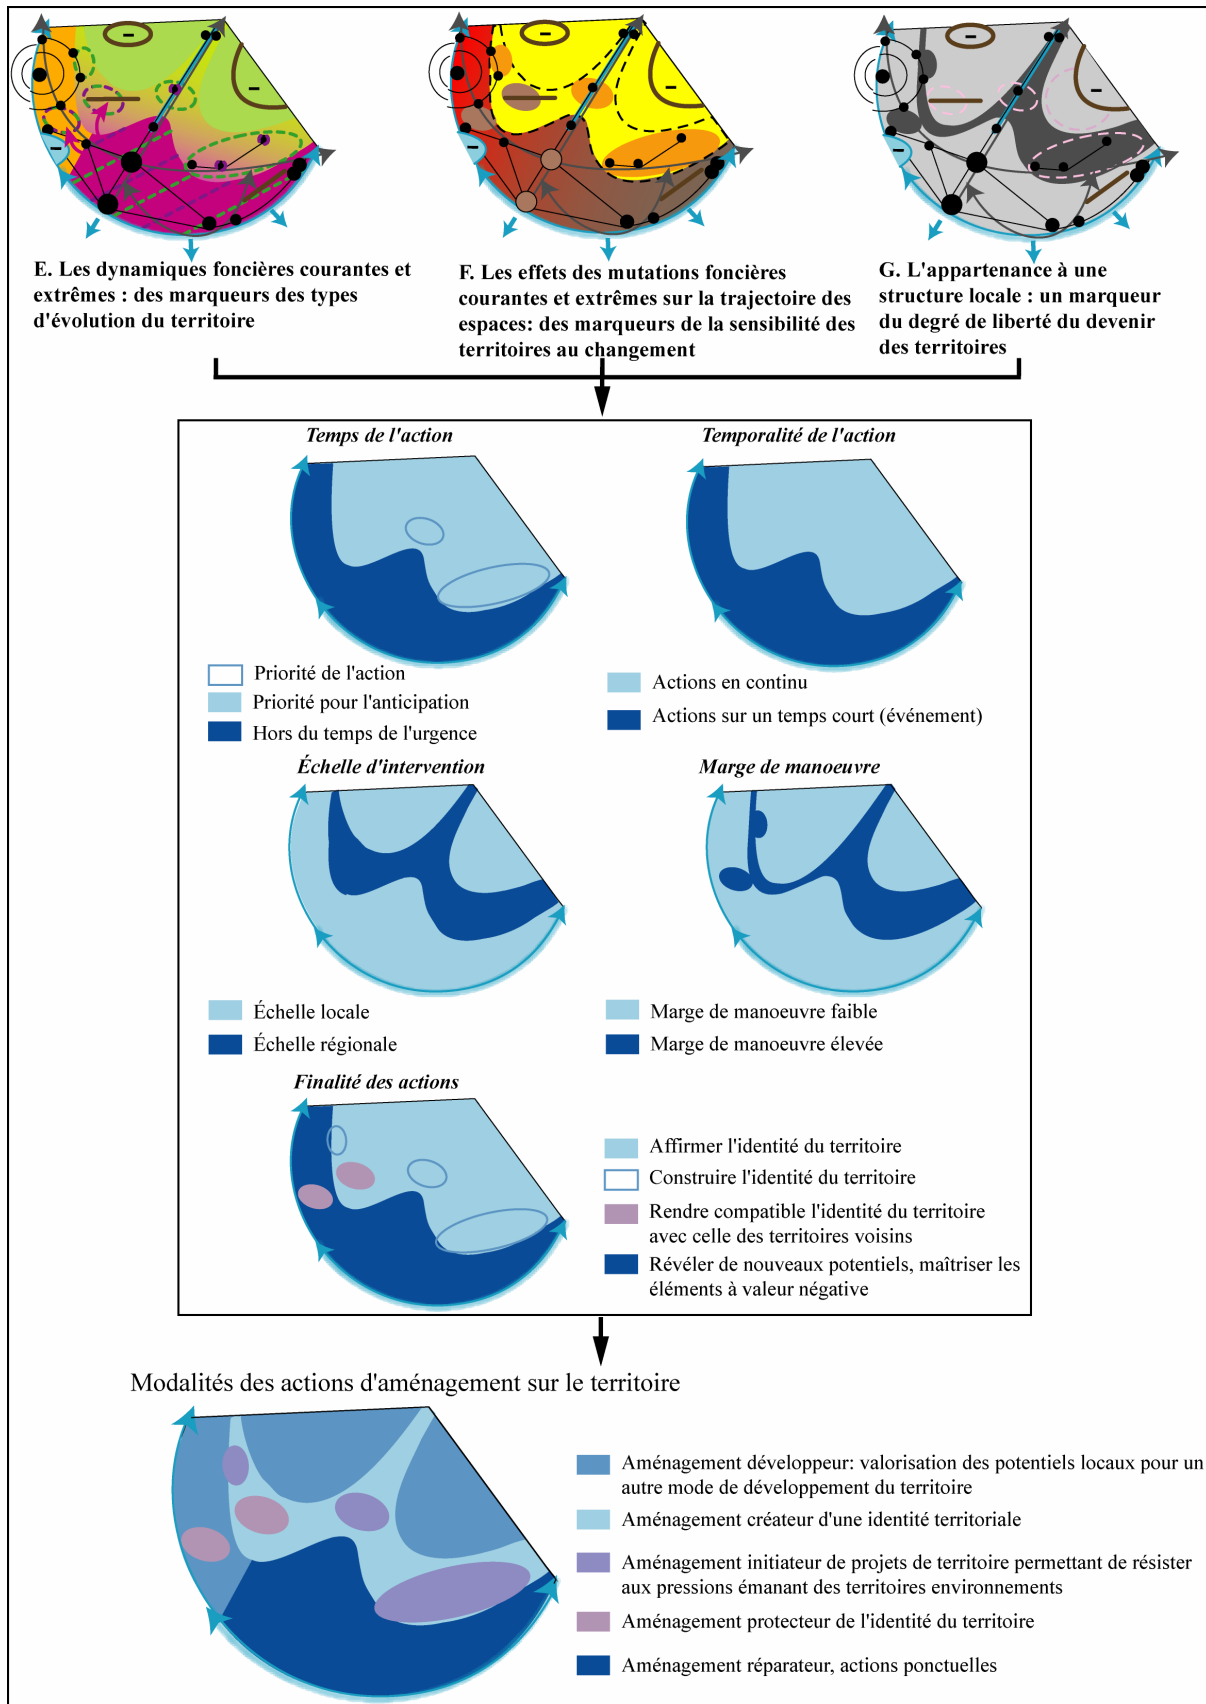 E. Les dynamiques foncières courantes et
extrêmes : des marqueurs des types
d'évolution du territoire
F. Les effets des mutations foncières
courantes et extrêmes sur la trajectoire des
espaces: des marqueurs de la sensibilité des
territoires au changement
G. L'appartenance à une
structure locale : un marqueur
du degré de liberté du devenir
des territoires
Temps de l'action
Priorité de l'action
Priorité pour l'anticipation
Hors du temps de l'urgence
Temporalité de l'action
Actions en continu
Actions sur un temps court (événement)
Échelle d'intervention
Échelle locale
Échelle régionale
Marge de manoeuvre
Marge de manoeuvre faible
Marge de manoeuvre élevée
Finalité des actions
Affirmer l'identité du territoire
Construire l'identité du territoire
Rendre compatible l'identité du territoire
avec celle des territoires voisins
Révéler de nouveaux potentiels, maîtriser les
éléments à valeur négative
Modalités des actions d'aménagement sur le territoire
Aménagement développeur: valorisation des potentiels locaux pour un
autre mode de développement du territoire
Aménagement créateur d'une identité territoriale
Aménagement initiateur de projets de territoire permettant de résister
aux pressions émanant des territoires environnements
Aménagement protecteur de l'identité du territoire
Aménagement réparateur, actions ponctuelles